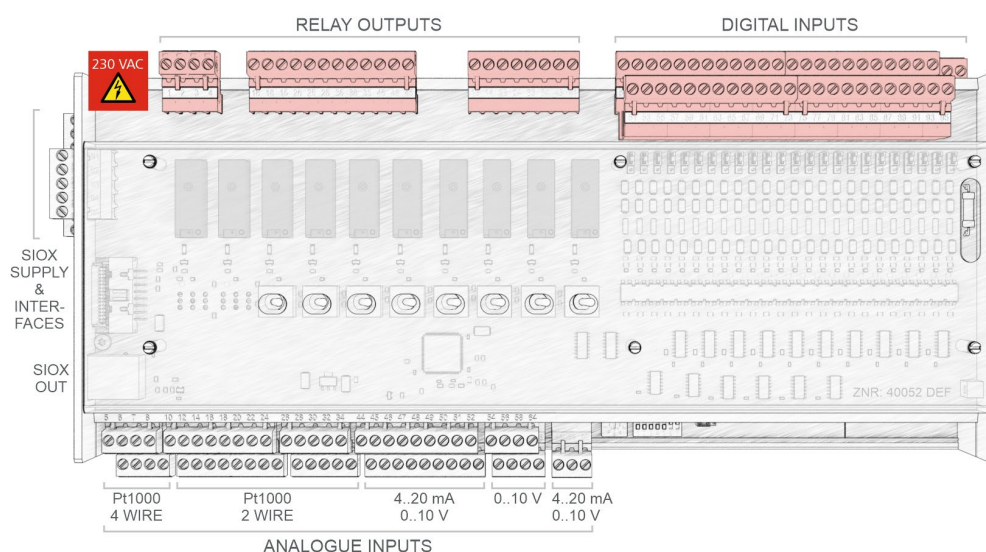 RELAY OUTPUTS
DIGITAL INPUTS
230 VAC
SIOX
SUPPLY
&
INTER-
FACES
SIOX
OUT
ZNR: 40052 DEF
Pt1000
4 WIRE
Pt1000
2 WIRE
4..20 mA
0..10 V
0..10 V
4..20 mA
0..10 V
ANALOGUE INPUTS